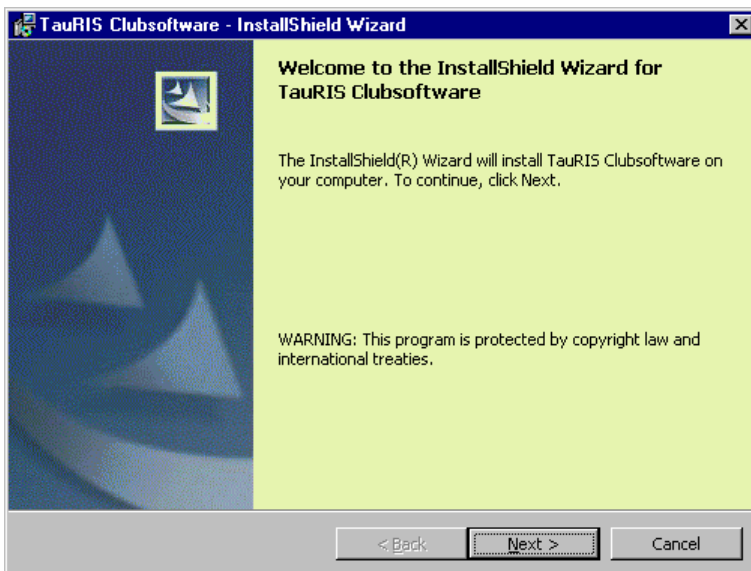 TauRIS Clubsoftware - InstallShield Wizard
Welcome to the InstallShield Wizard for
TauRIS Clubsoftware
The InstallShield(R) Wizard will install TauRIS Clubsoftware on
your computer. To continue, click Next.
WARNING: This program is protected by copyright law and
international treaties.
< Back Next > Cancel